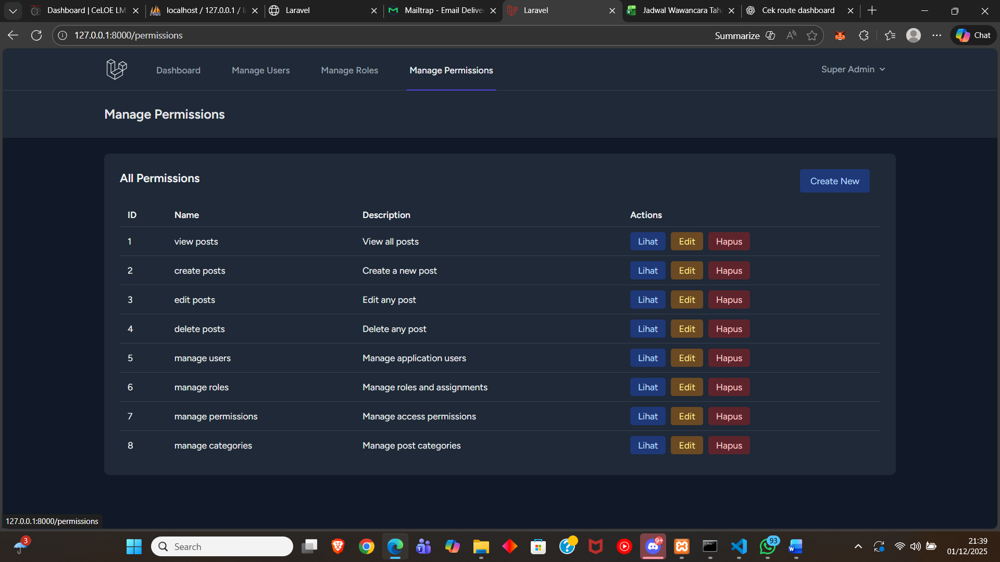 Dashboard | CeLOE LM
localhost / 127.0.0.1 / l
Laravel
Mailtrap - Email Delive
Laravel
Jadwal Wawancara Tah
Cek route dashboard
127.0.0.1:8000/permissions
Summarize
Chat
Dashboard
Manage Users
Manage Roles
Manage Permissions
Super Admin
Manage Permissions
All Permissions
Create New
ID Name Description Actions
1 view posts View all posts Lihat Edit Hapus
2 create posts Create a new post Lihat Edit Hapus
3 edit posts Edit any post Lihat Edit Hapus
4 delete posts Delete any post Lihat Edit Hapus
5 manage users Manage application users Lihat Edit Hapus
6 manage roles Manage roles and assignments Lihat Edit Hapus
7 manage permissions Manage access permissions Lihat Edit Hapus
8 manage categories Manage post categories Lihat Edit Hapus
127.0.0.1:8000/permissions
3
Search
9+
93
21:39
01/12/2025